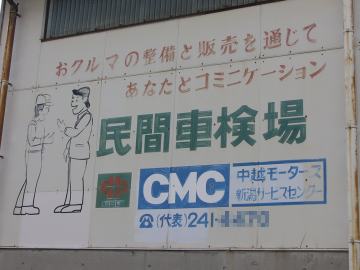 おクルマの整備と販売を通じて
あなたとコミニケーション
民間車検場
CMC
中越モータース
新潟サービスセンター
☎(代表)241-